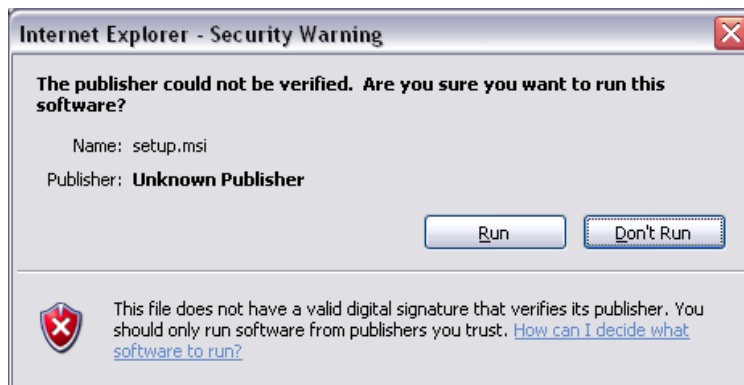 Internet Explorer - Security Warning
The publisher could not be verified. Are you sure you want to run this
software?
Name: setup.msi
Publisher: Unknown Publisher
Run
Don't Run
This file does not have a valid digital signature that verifies its publisher. You
should only run software from publishers you trust. How can I decide what
software to run?